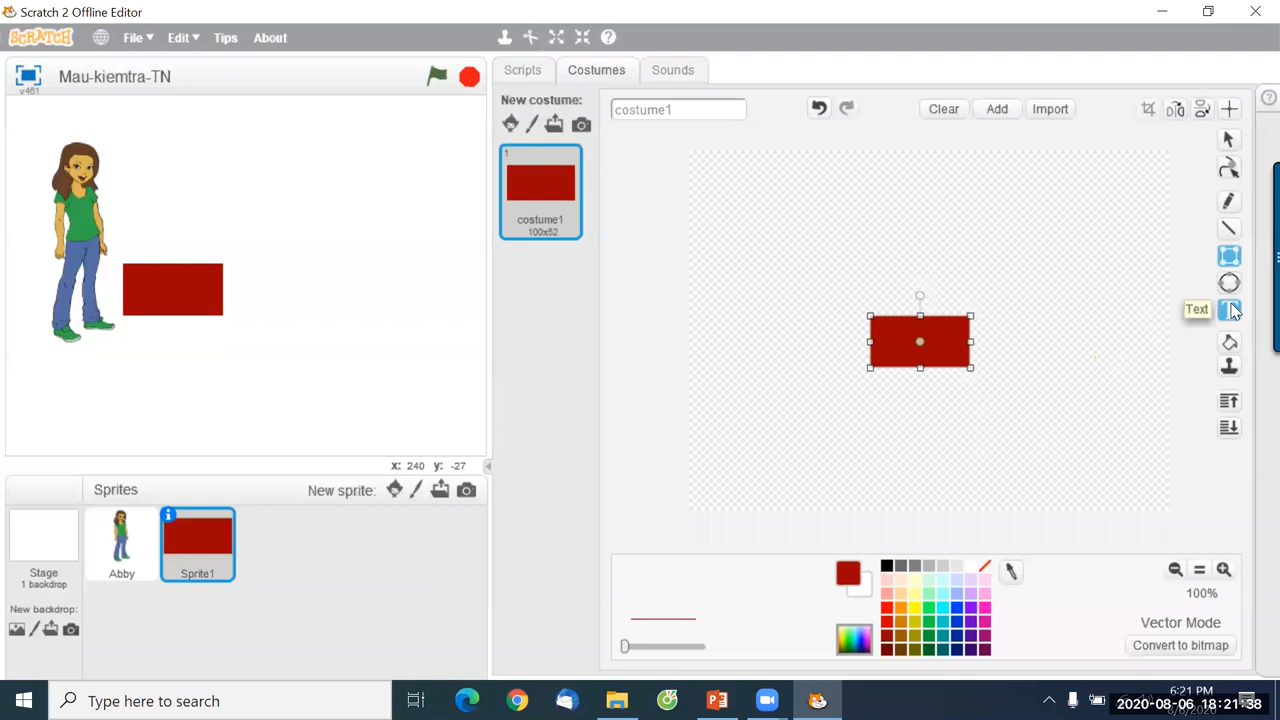 Scratch 2 Offline Editor
SCRATCH
File
Edit
Tips
About
v461
Mau-kiemtra-TN
Scripts
Costumes
Sounds
New costume:
1
costume1
100x52
costume1
Clear
Add
Import
Text
x: 240 y: -27
Sprites
New sprite:
Stage
1 backdrop
New backdrop:
Abby
Sprite1
100%
Vector Mode
Convert to bitmap
Type here to search
6:21 PM
2020-08-06 18:21:38